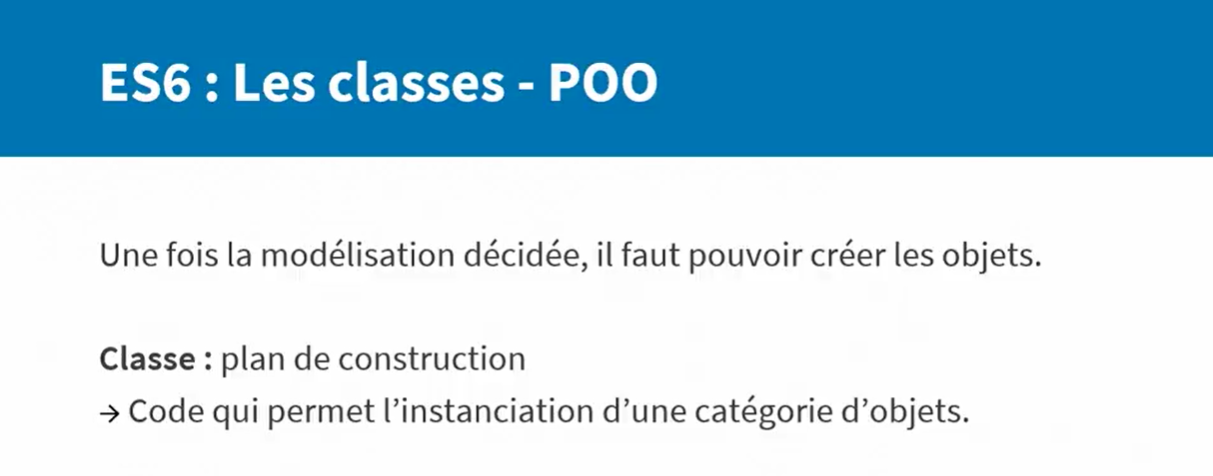 ES6 : Les classes - POO
Une fois la modélisation décidée, il faut pouvoir créer les objets.
Classe : plan de construction
→ Code qui permet l’instanciation d’une catégorie d’objets.